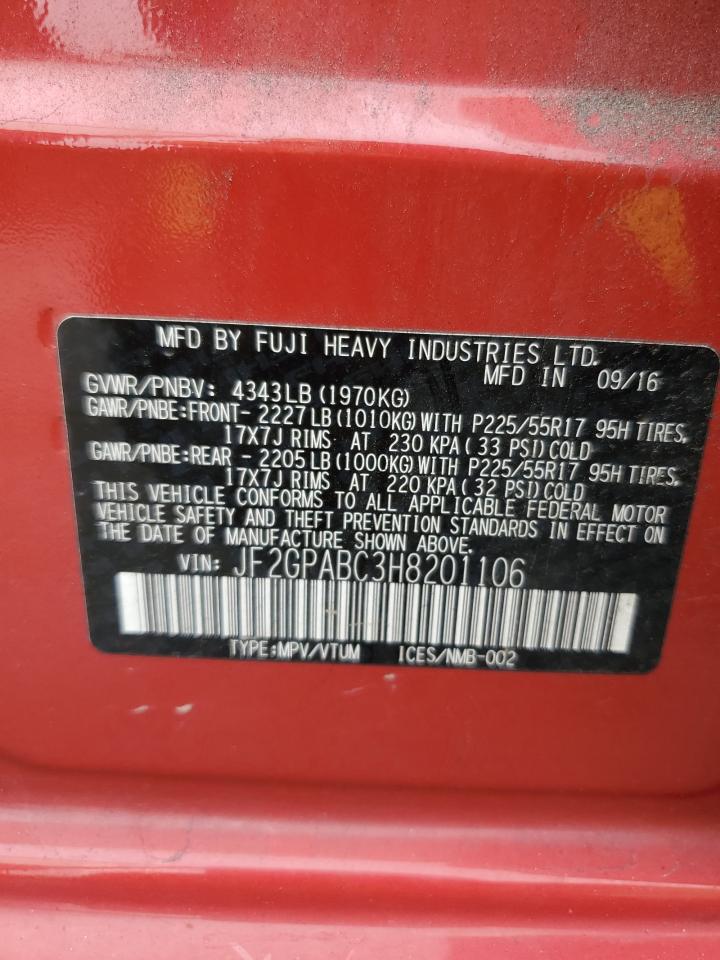 MFD BY FUJI HEAVY INDUSTRIES LTD.
MFD IN 09/16
GVWR/PNBV: 4343LB (1970KG)
GAWR/PNBE:FRONT- 2227LB (1010KG) WITH P225/55R17 95H TIRES,
17X7J RIMS AT 230 KPA (33 PSI) COLD
GAWR/PNBE:REAR - 2205LB (1000KG) WITH P225/55R17 95H TIRES,
17X7J RIMS AT 220 KPA (32 PSI) COLD
THIS VEHICLE CONFORMS TO ALL APPLICABLE FEDERAL MOTOR
VEHICLE SAFETY AND THEFT PREVENTION STANDARDS IN EFFECT ON
THE DATE OF MANUFACTURE SHOWN ABOVE.
VIN: JF2GPABC3H8201106
TYPE:MPV/VTUM ICES/NMB-002